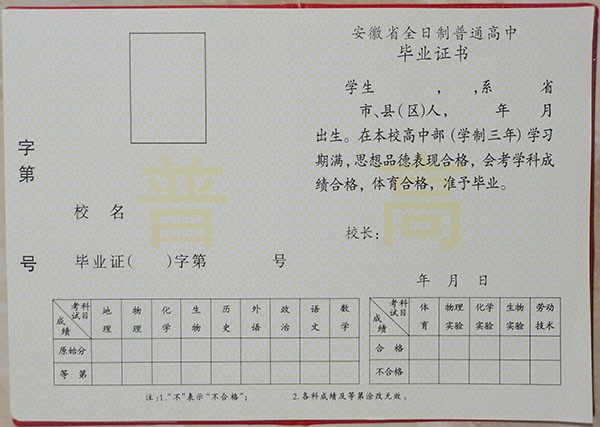 安徽省全日制普通高中
毕业证书
学生 ， ，系 省
市、县（区）人， 年 月
出生。在本校高中部（学制三年）学习
期满，思想品德表现合格，会考学科成
绩合格，体育合格，准予毕业。
校长：
年 月 日
字第 号
普高
校 名
毕业证（ ）字第 号
考试科目 成绩 地理 物理 化学 生物 历史 外语 政治 语文 数学
原始分
等 第
考试科目 成绩 体育 物理实验 化学实验 生物实验 劳动技术
合 格
不合格
注：1.“不”表示“不合格”； 2.各科成绩及等第涂改无效。